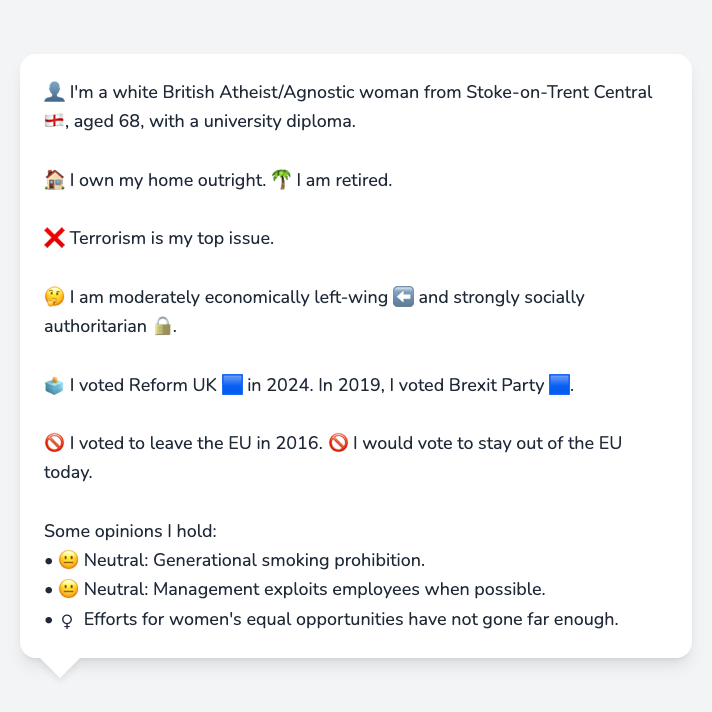 👤 I'm a white British Atheist/Agnostic woman from Stoke-on-Trent Central
🏴󠁧󠁢󠁥󠁮󠁧󠁿, aged 68, with a university diploma.
🏠 I own my home outright. 🌴 I am retired.
❌ Terrorism is my top issue.
🤔 I am moderately economically left-wing ⬅️ and strongly socially
authoritarian 🔒.
🗳️ I voted Reform UK 🟦 in 2024. In 2019, I voted Brexit Party 🟦.
🚫 I voted to leave the EU in 2016. 🚫 I would vote to stay out of the EU
today.
Some opinions I hold:
• 😐 Neutral: Generational smoking prohibition.
• 😐 Neutral: Management exploits employees when possible.
• ♀ Efforts for women's equal opportunities have not gone far enough.